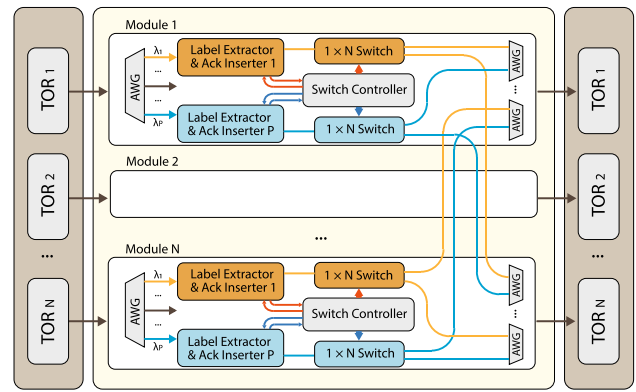 Module 1
TOR 1
AWG
λ1
...
λP
Label Extractor
& Ack Inserter 1
1 × N Switch
Switch Controller
Label Extractor
& Ack Inserter P
1 × N Switch
AWG
...
AWG
TOR 1
Module 2
TOR 2
TOR 2
...
...
...
Module N
TOR N
AWG
λ1
...
λP
Label Extractor
& Ack Inserter 1
1 × N Switch
Switch Controller
Label Extractor
& Ack Inserter P
1 × N Switch
AWG
...
AWG
TOR N